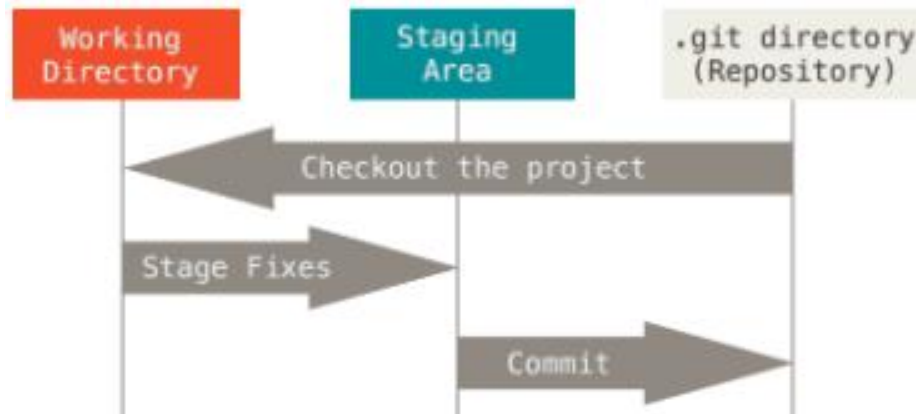 Working
Directory
Staging
Area
.git directory
(Repository)
Checkout the project
Stage Fixes
Commit